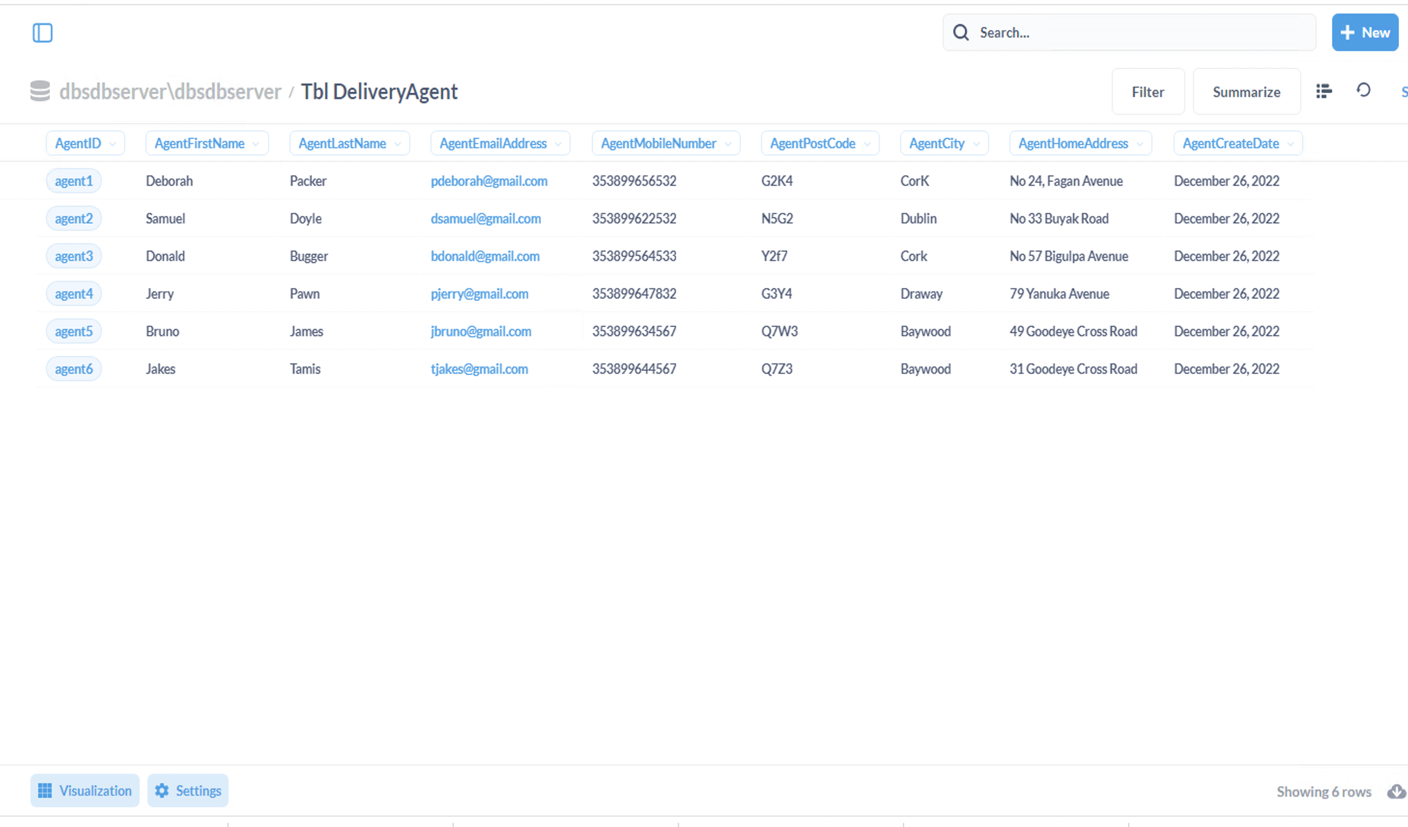 Search...
New
dbsdbserver\dbsdbserver / Tbl DeliveryAgent
Filter Summarize S
AgentID AgentFirstName AgentLastName AgentEmailAddress AgentMobileNumber AgentPostCode AgentCity AgentHomeAddress AgentCreateDate
agent1 Deborah Packer pdeborah@gmail.com 353899656532 G2K4 CorK No 24, Fagan Avenue December 26, 2022
agent2 Samuel Doyle dsamuel@gmail.com 353899622532 N5G2 Dublin No 33 Buyak Road December 26, 2022
agent3 Donald Bugger bdonald@gmail.com 353899564533 Y2f7 Cork No 57 Bigulpa Avenue December 26, 2022
agent4 Jerry Pawn pjerry@gmail.com 353899647832 G3Y4 Draway 79 Yanuka Avenue December 26, 2022
agent5 Bruno James jbruno@gmail.com 353899634567 Q7W3 Baywood 49 Goodeye Cross Road December 26, 2022
agent6 Jakes Tamis tjakes@gmail.com 353899644567 Q7Z3 Baywood 31 Goodeye Cross Road December 26, 2022
Visualization Settings Showing 6 rows